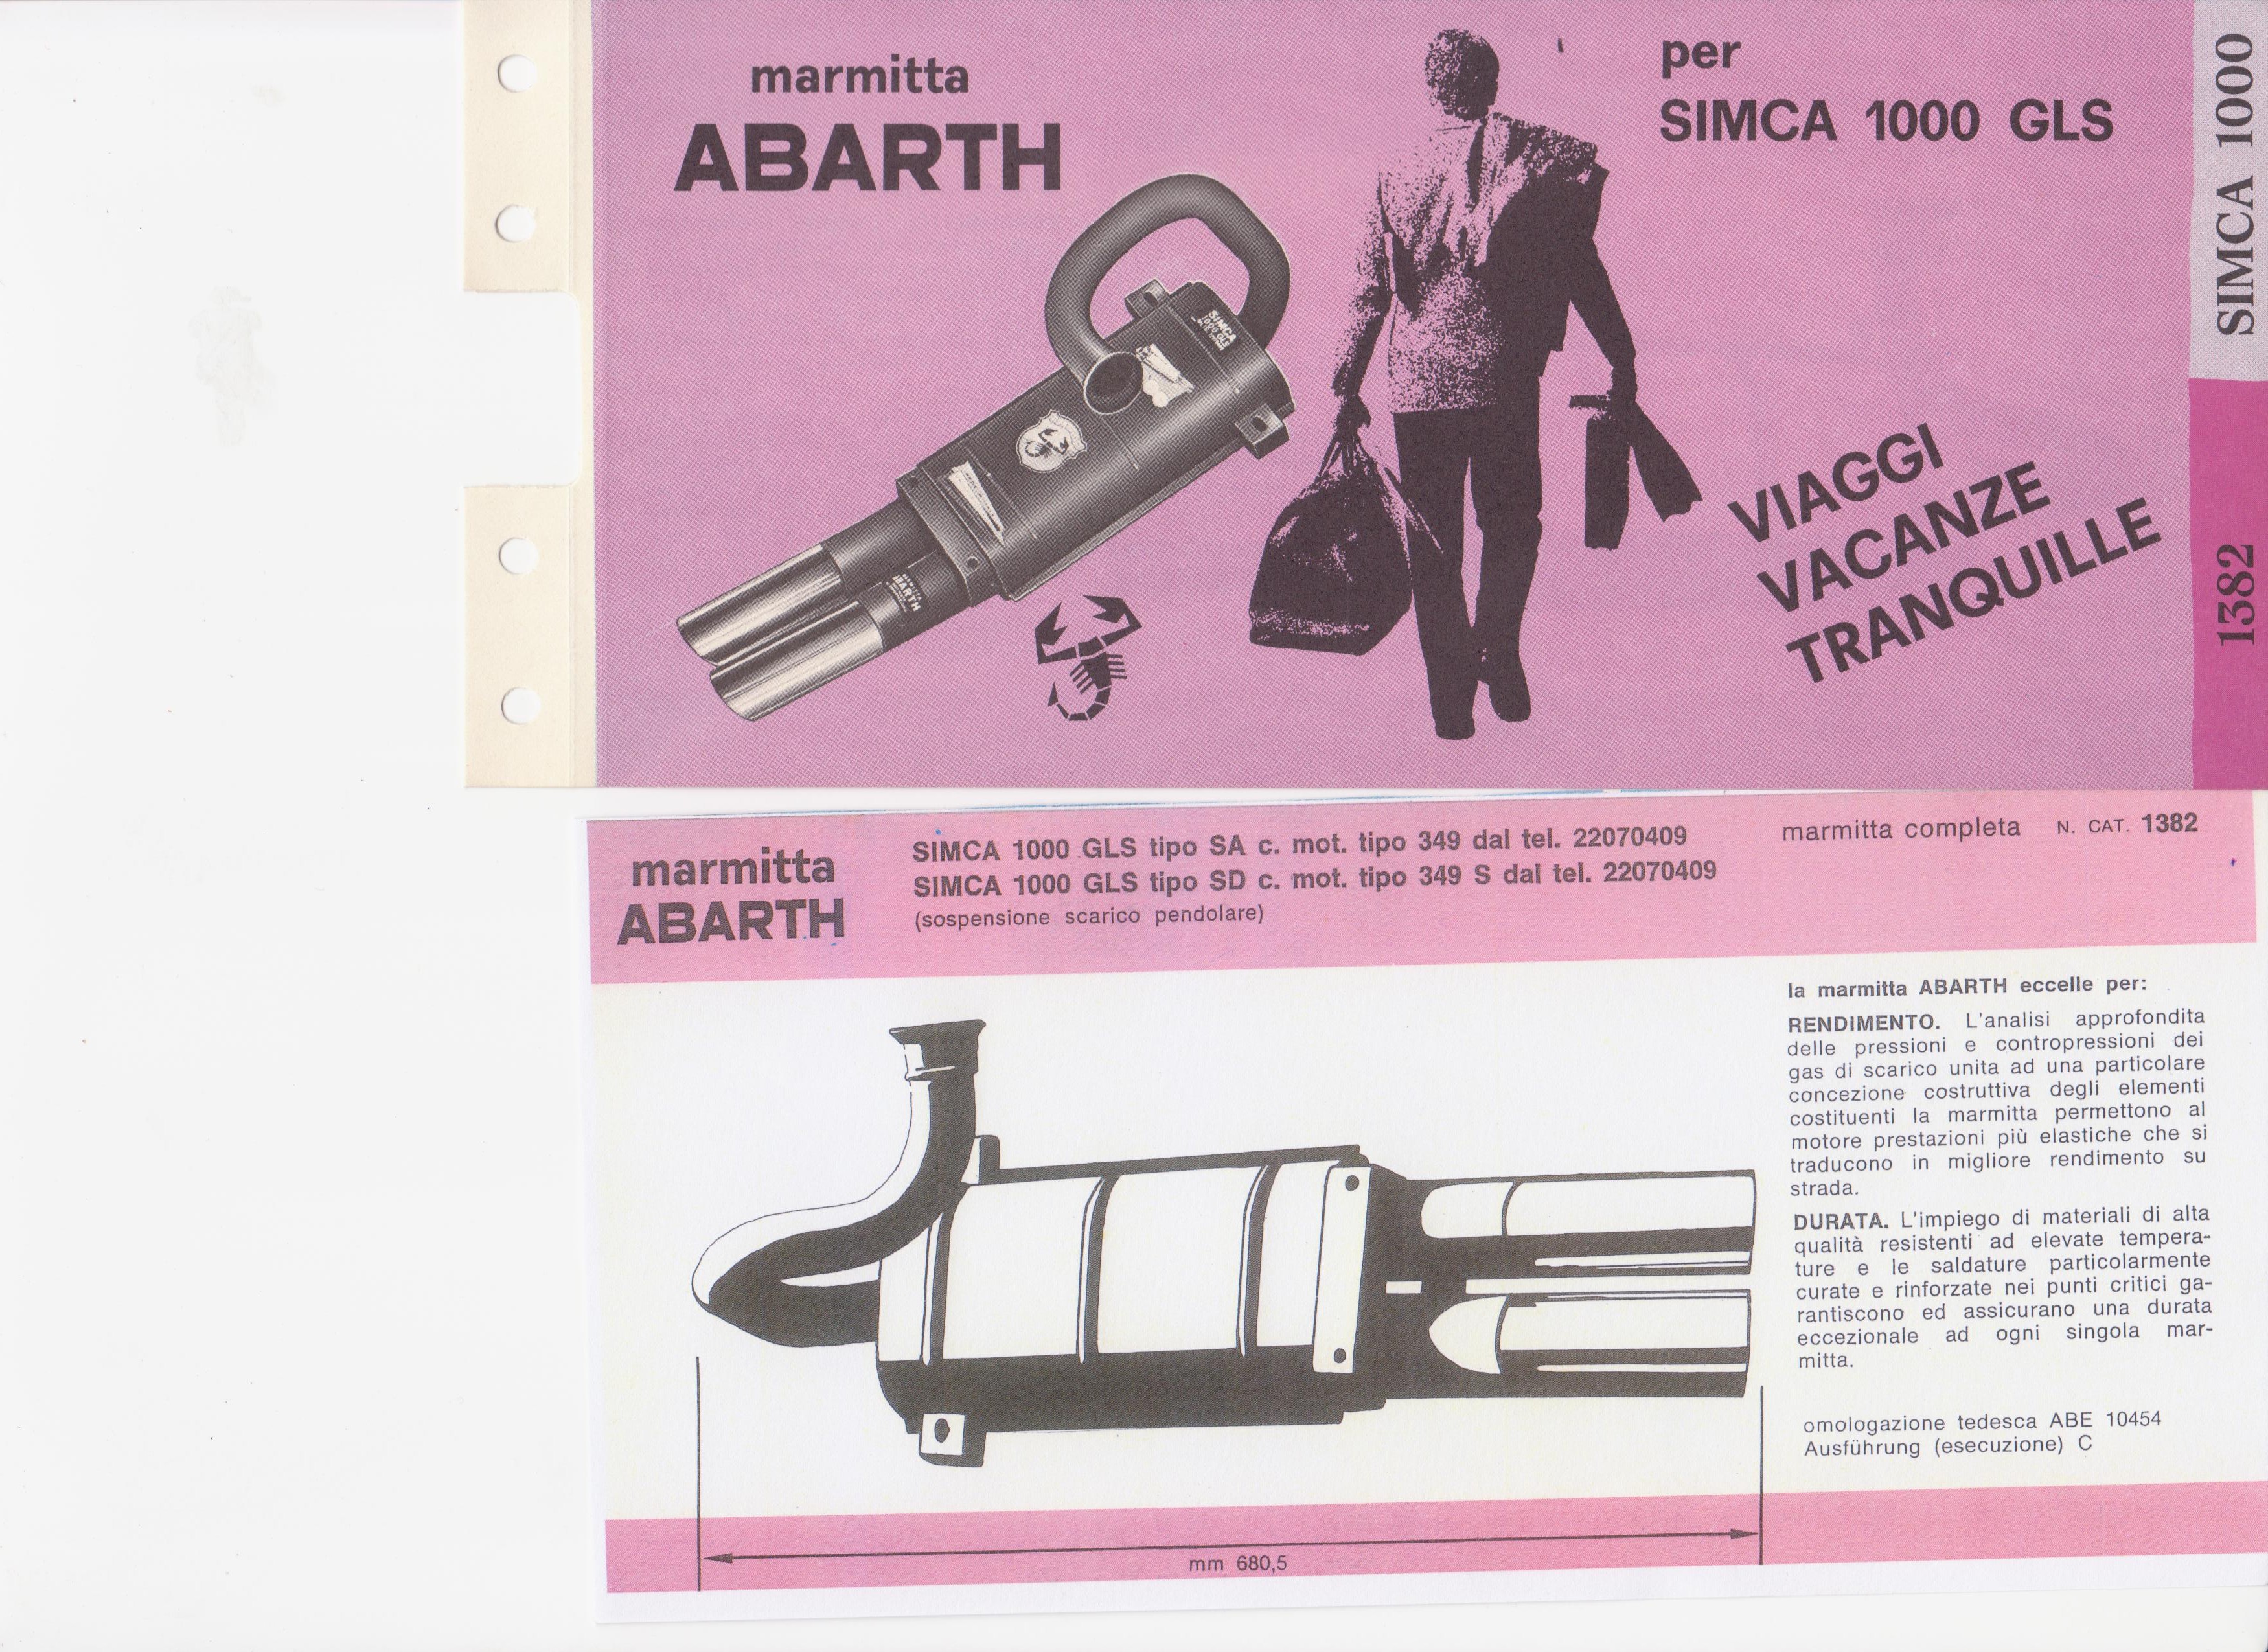 marmitta
ABARTH
per
SIMCA 1000 GLS
SIMCA 1000
1382
SIMCA
1000 GLS
ABARTH
VIAGGI
VACANZE
TRANQUILLE
marmitta
ABARTH
SIMCA 1000 GLS tipo SA c. mot. tipo 349 dal tel. 22070409
SIMCA 1000 GLS tipo SD c. mot. tipo 349 S dal tel. 22070409
(sospensione scarico pendolare)
marmitta completa N. CAT. 1382
la marmitta ABARTH eccelle per:
RENDIMENTO. L'analisi approfondita
delle pressioni e contropressioni dei
gas di scarico unita ad una particolare
concezione costruttiva degli elementi
costituenti la marmitta permettono al
motore prestazioni più elastiche che si
traducono in migliore rendimento su
strada.
DURATA. L'impiego di materiali di alta
qualità resistenti ad elevate tempera-
ture e le saldature particolarmente
curate e rinforzate nei punti critici ga-
rantiscono ed assicurano una durata
eccezionale ad ogni singola mar-
mitta.
omologazione tedesca ABE 10454
Ausführung (esecuzione) C
mm 680,5